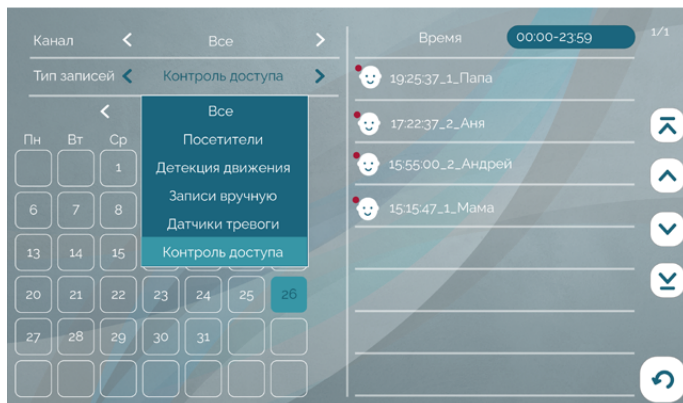 Канал Все
Тип записей Контроль доступа
Все
Посетители
Детекция движения
Записи вручную
Датчики тревоги
Контроль доступа
Пн Вт Ср
1
6 7 8
13 14 15
20 21 22 23 24 25 26
27 28 29 30 31
Время 00:00-23:59 1/1
19:25:37_1_Папа
17:22:37_2_Аня
15:55:00_2_Андрей
15:15:47_1_Мама